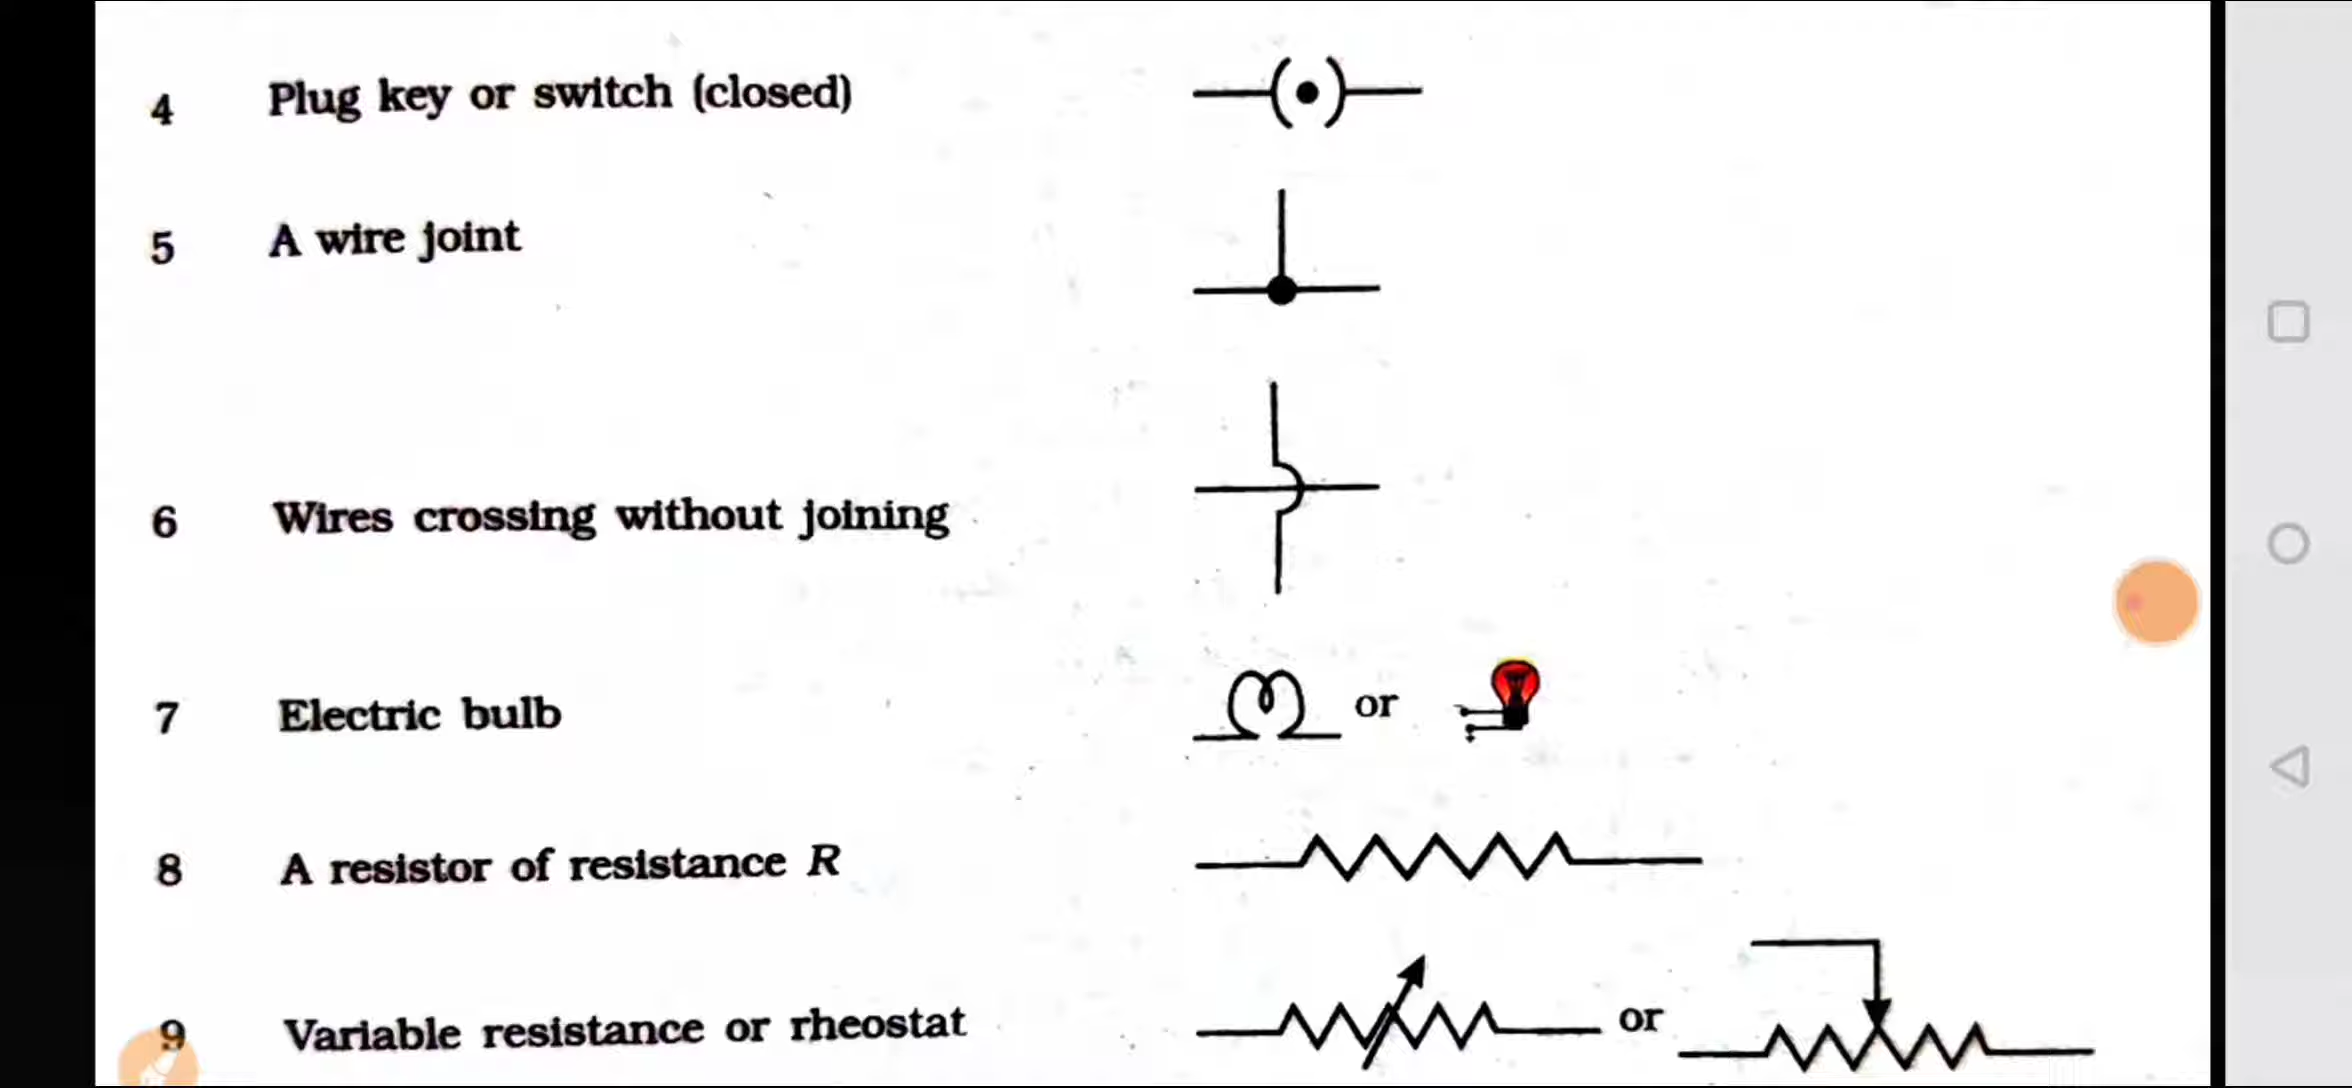 4 Plug key or switch (closed)
5 A wire joint
6 Wires crossing without joining
7 Electric bulb or
8 A resistor of resistance R
9 Variable resistance or rheostat or